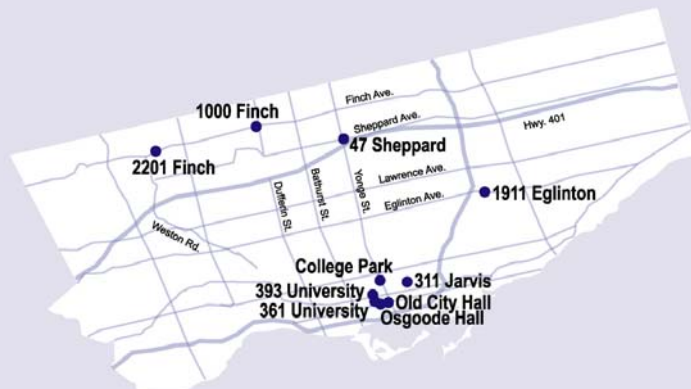 Finch Ave.
1000 Finch
Sheppard Ave.
Hwy. 401
47 Sheppard
2201 Finch
Lawrence Ave.
Dufferin St.
Bathurst St.
Yonge St.
1911 Eglinton
Eglinton Ave.
Weston Rd.
College Park
311 Jarvis
393 University
Old City Hall
361 University
Osgoode Hall